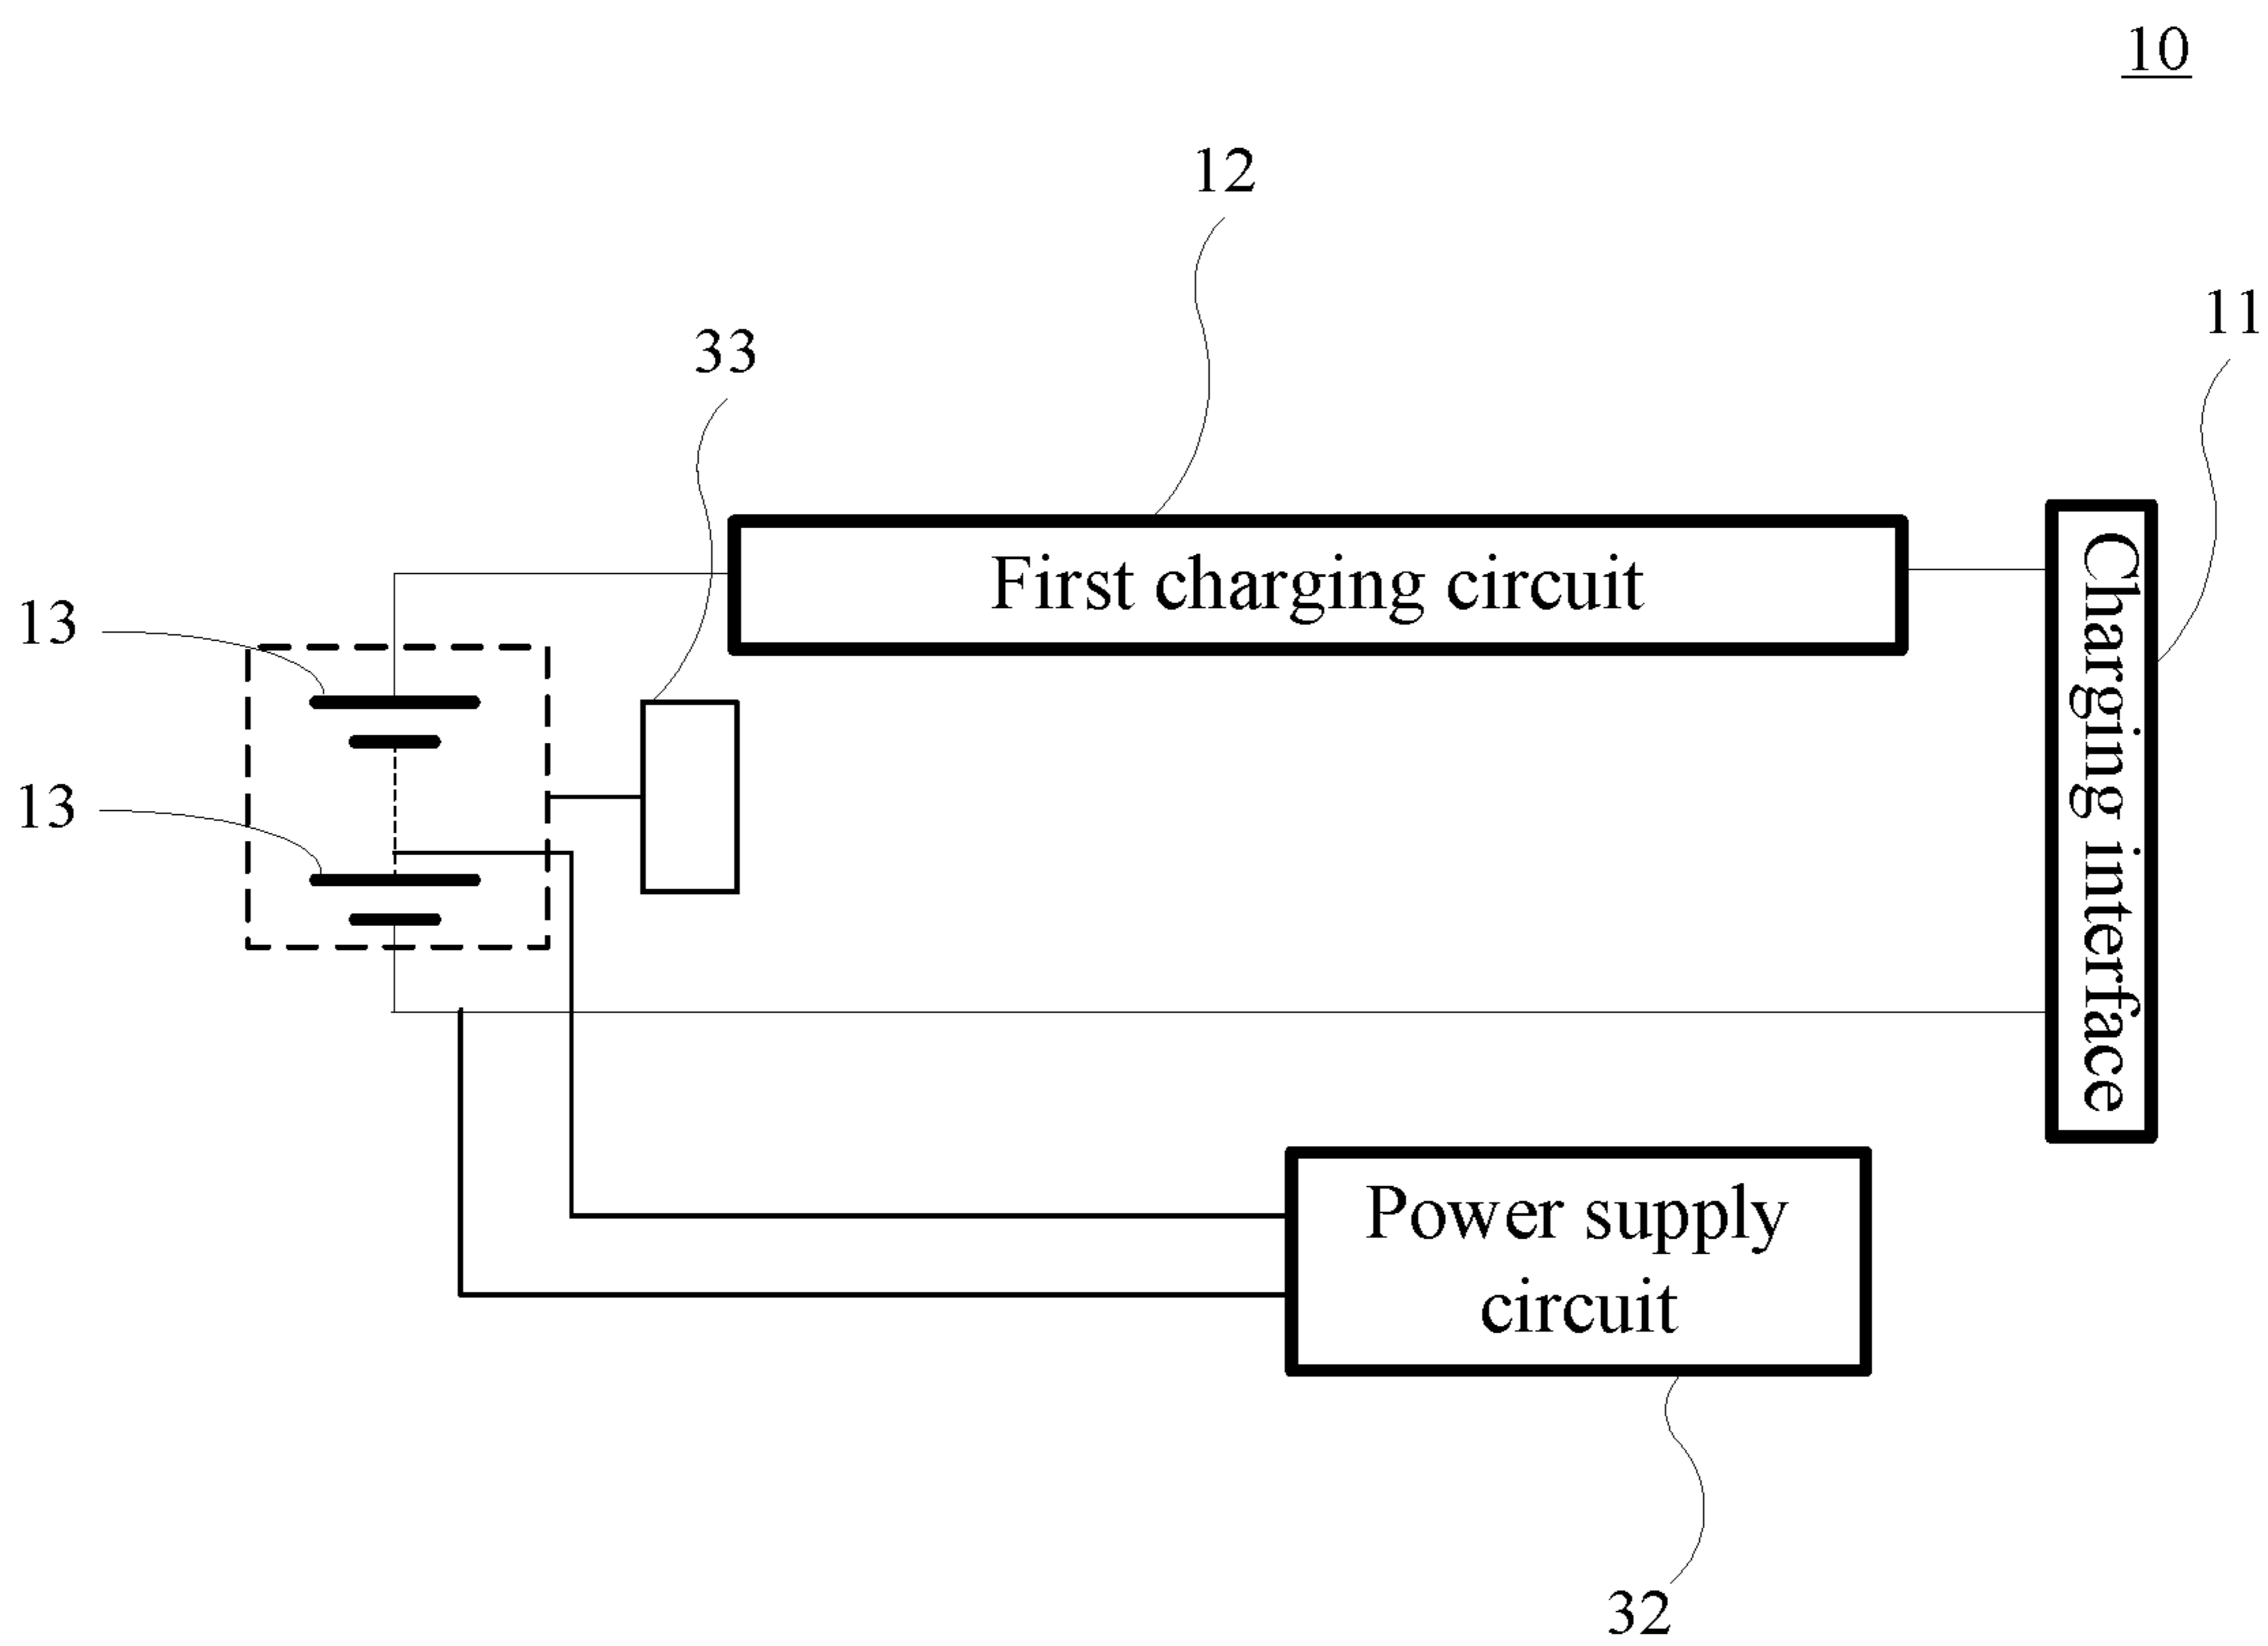 10
12
11
33
First charging circuit
13
Charging interface
13
Power supply
circuit
32